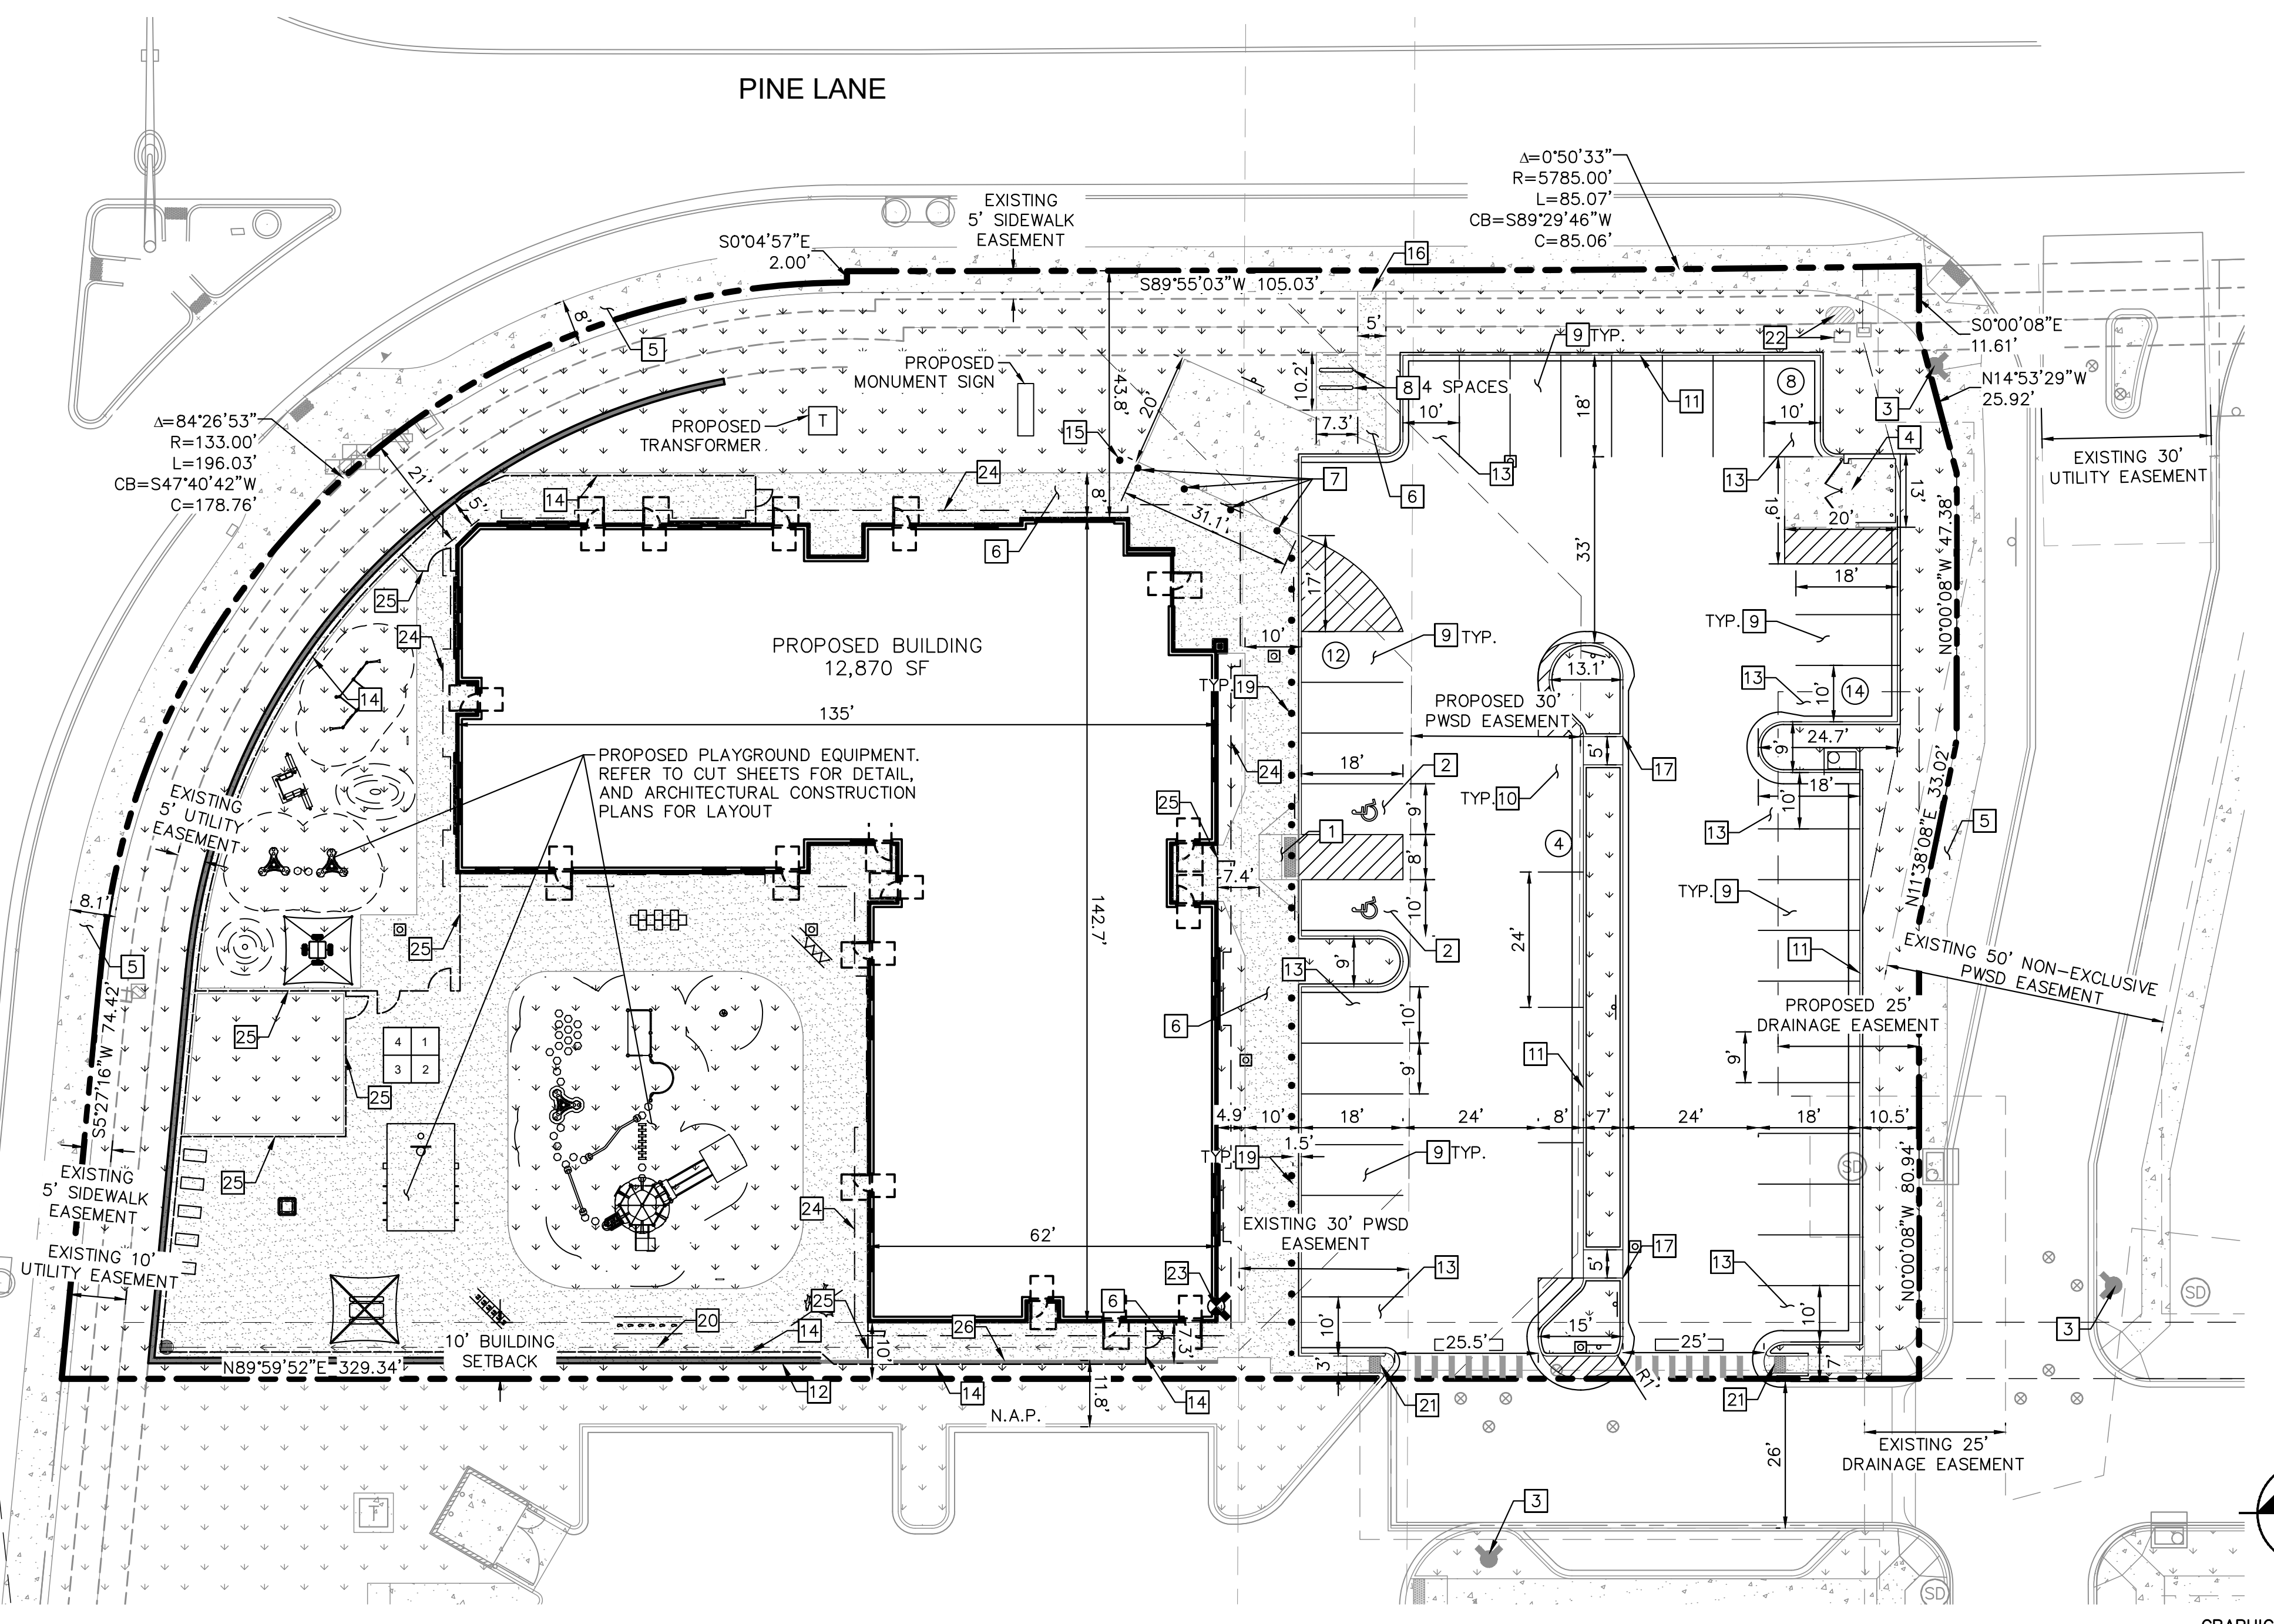 PINE LANE
Δ=0°50'33"
R=5785.00'
L=85.07'
CB=S89°29'46"W
C=85.06'
EXISTING
5' SIDEWALK
EASEMENT
S0°04'57"E
2.00'
16
S89°55'03"W 105.03'
8'
5
5'
9 TYP.
22
S0°00'08"E
11.61'
PROPOSED
MONUMENT SIGN
43.8'
20'
10.2'
8 4 SPACES
18'
11
8
3
N14°53'29"W
25.92'
Δ=84°26'53"
R=133.00'
L=196.03'
CB=S47°40'42"W
C=178.76'
PROPOSED
TRANSFORMER
T
15
7.3'
10'
10'
4
13
EXISTING 30'
UTILITY EASEMENT
21'
5'
14
24
8'
7
6
13
13
19'
20'
13'
N0°00'08"W 47.38'
31.1'
6
33'
17'
18'
25
24
14
PROPOSED BUILDING
12,870 SF
10'
12
9 TYP.
TYP. 9
13.1'
TYP. 19
13
10'
14
135'
PROPOSED 30'
PWSD EASEMENT
24.7'
9'
PROPOSED PLAYGROUND EQUIPMENT.
REFER TO CUT SHEETS FOR DETAIL,
AND ARCHITECTURAL CONSTRUCTION
PLANS FOR LAYOUT
24
18'
2
5'
17
18'
10'
N11°38'08"E 33.02'
EXISTING
5' UTILITY
EASEMENT
25
TYP. 10
9'
1
13
5
4
8'
7.4'
10'
TYP. 9
8.1'
142.7'
24'
25
2
11
EXISTING 50' NON-EXCLUSIVE
PWSD EASEMENT
5
9'
13
6
PROPOSED 25'
DRAINAGE EASEMENT
10'
S5°27'16"W 74.42'
25
4 1
3 2
25
11
9'
9'
4.9' 10' 18' 24' 8' 7' 24' 18' 10.5'
1.5'
TYP. 19
9 TYP.
SD
EXISTING
5' SIDEWALK
EASEMENT
25
24
N0°00'08"W 80.94'
EXISTING 30' PWSD
EASEMENT
62'
EXISTING 10'
UTILITY EASEMENT
5'
17
13
13
23
SD
25
6
10'
10'
15'
3
20
26
14
10' BUILDING
SETBACK
10'
7.3'
25.5'
25'
3'
7'
N89°59'52"E 329.34'
12
14
14
11.8'
R1'
21
21
N.A.P.
26'
EXISTING 25'
DRAINAGE EASEMENT
3
T
SD